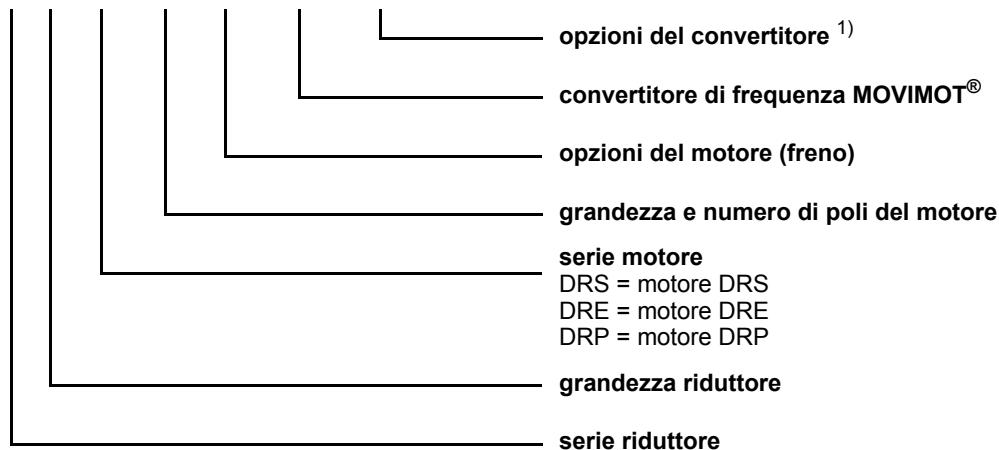 opzioni del convertitore 1)
convertitore di frequenza MOVIMOT®
opzioni del motore (freno)
grandezza e numero di poli del motore
serie motore
DRS = motore DRS
DRE = motore DRE
DRP = motore DRP
grandezza riduttore
serie riduttore